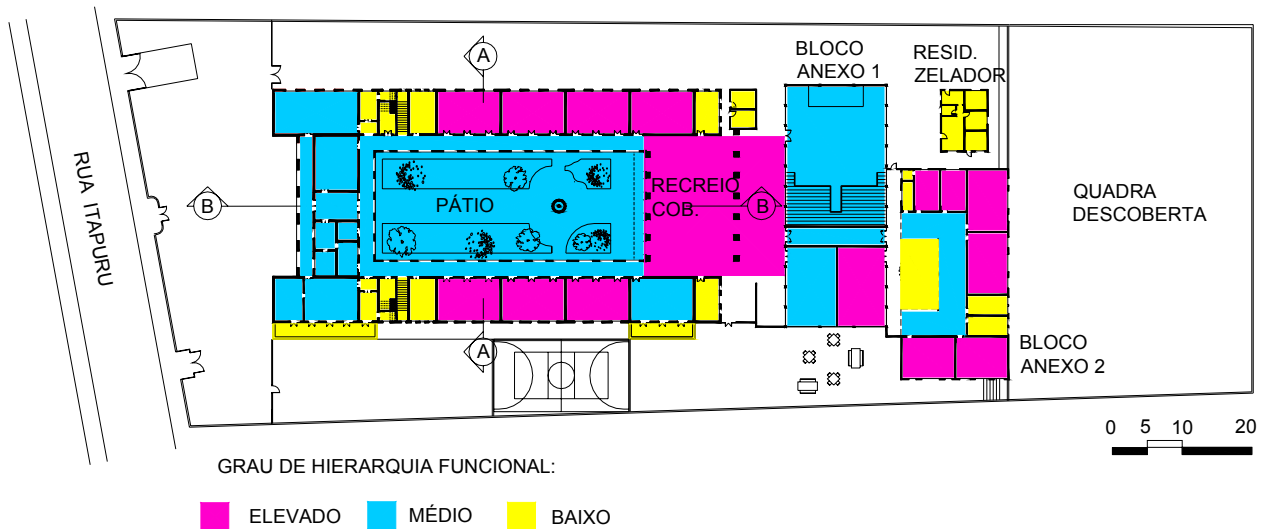 BLOCO
ANEXO 1
RESID.
ZELADOR
A
RUA ITAPURU
B
PÁTIO
RECREIO
COB.
B
QUADRA
DESCOBERTA
A
BLOCO
ANEXO 2
0 5 10 20
GRAU DE HIERARQUIA FUNCIONAL:
ELEVADO MÉDIO BAIXO